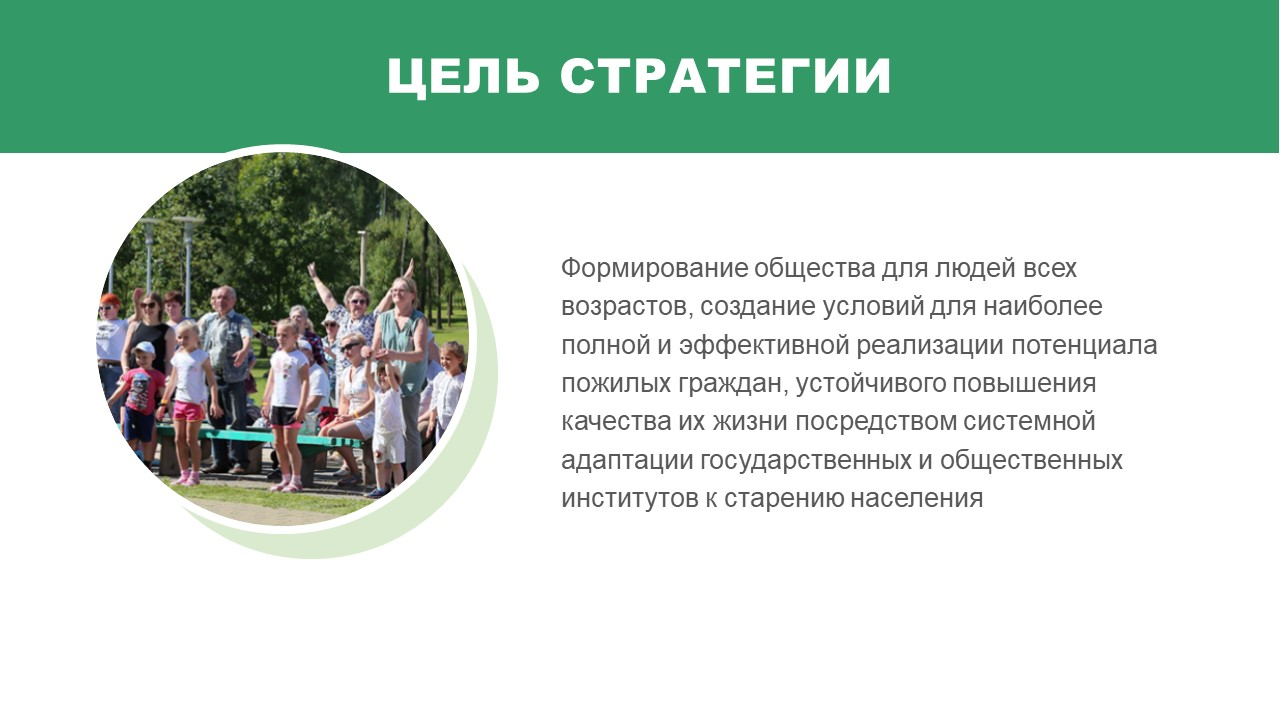 ЦЕЛЬ СТРАТЕГИИ
Формирование общества для людей всех
возрастов, создание условий для наиболее
полной и эффективной реализации потенциала
пожилых граждан, устойчивого повышения
качества их жизни посредством системной
адаптации государственных и общественных
институтов к старению населения